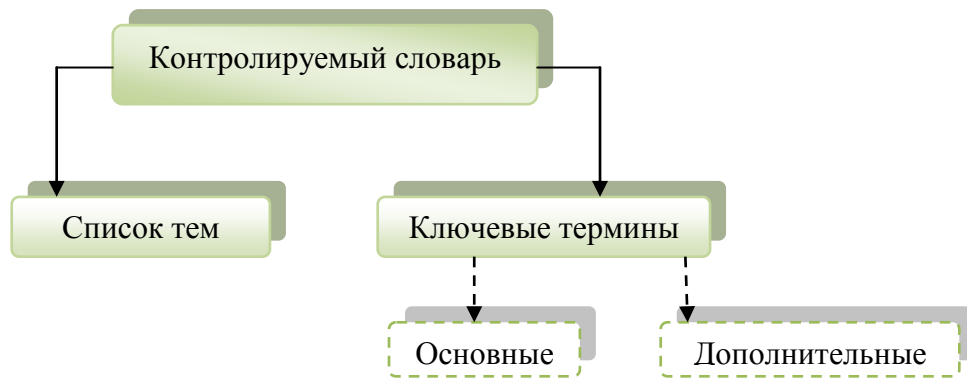 Контролируемый словарь
Список тем
Ключевые термины
Основные
Дополнительные